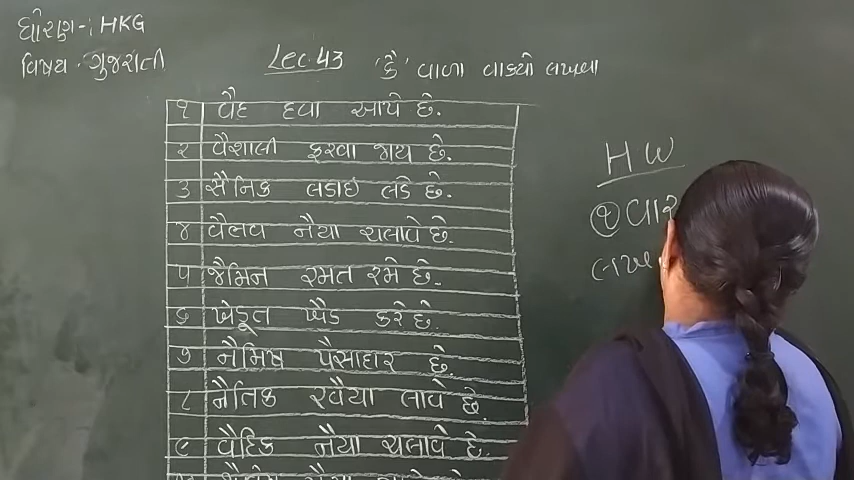 ધોરણ-: HKG
વિષય- ગુજરાતી
Lec. 43 'કૈ' વાળા વાક્યો લખવા
૧ વૈદ દવા આપે છે.
૨ વૈશાલી ફરવા જાય છે.
૩ સૈનિક લડાઇ લડે છે.
૪ વૈભવ નૈયા ચલાવે છે.
૫ જૈમિન રમત રમે છે.
૬ ખેડૂત ખૈડ કરે છે.
૭ નૈમિષ પૈસાદાર છે.
૮ નૈતિક રવૈયા લાવે છે.
૯ વૈદિક નૈયા ચલાવે છે.
HW